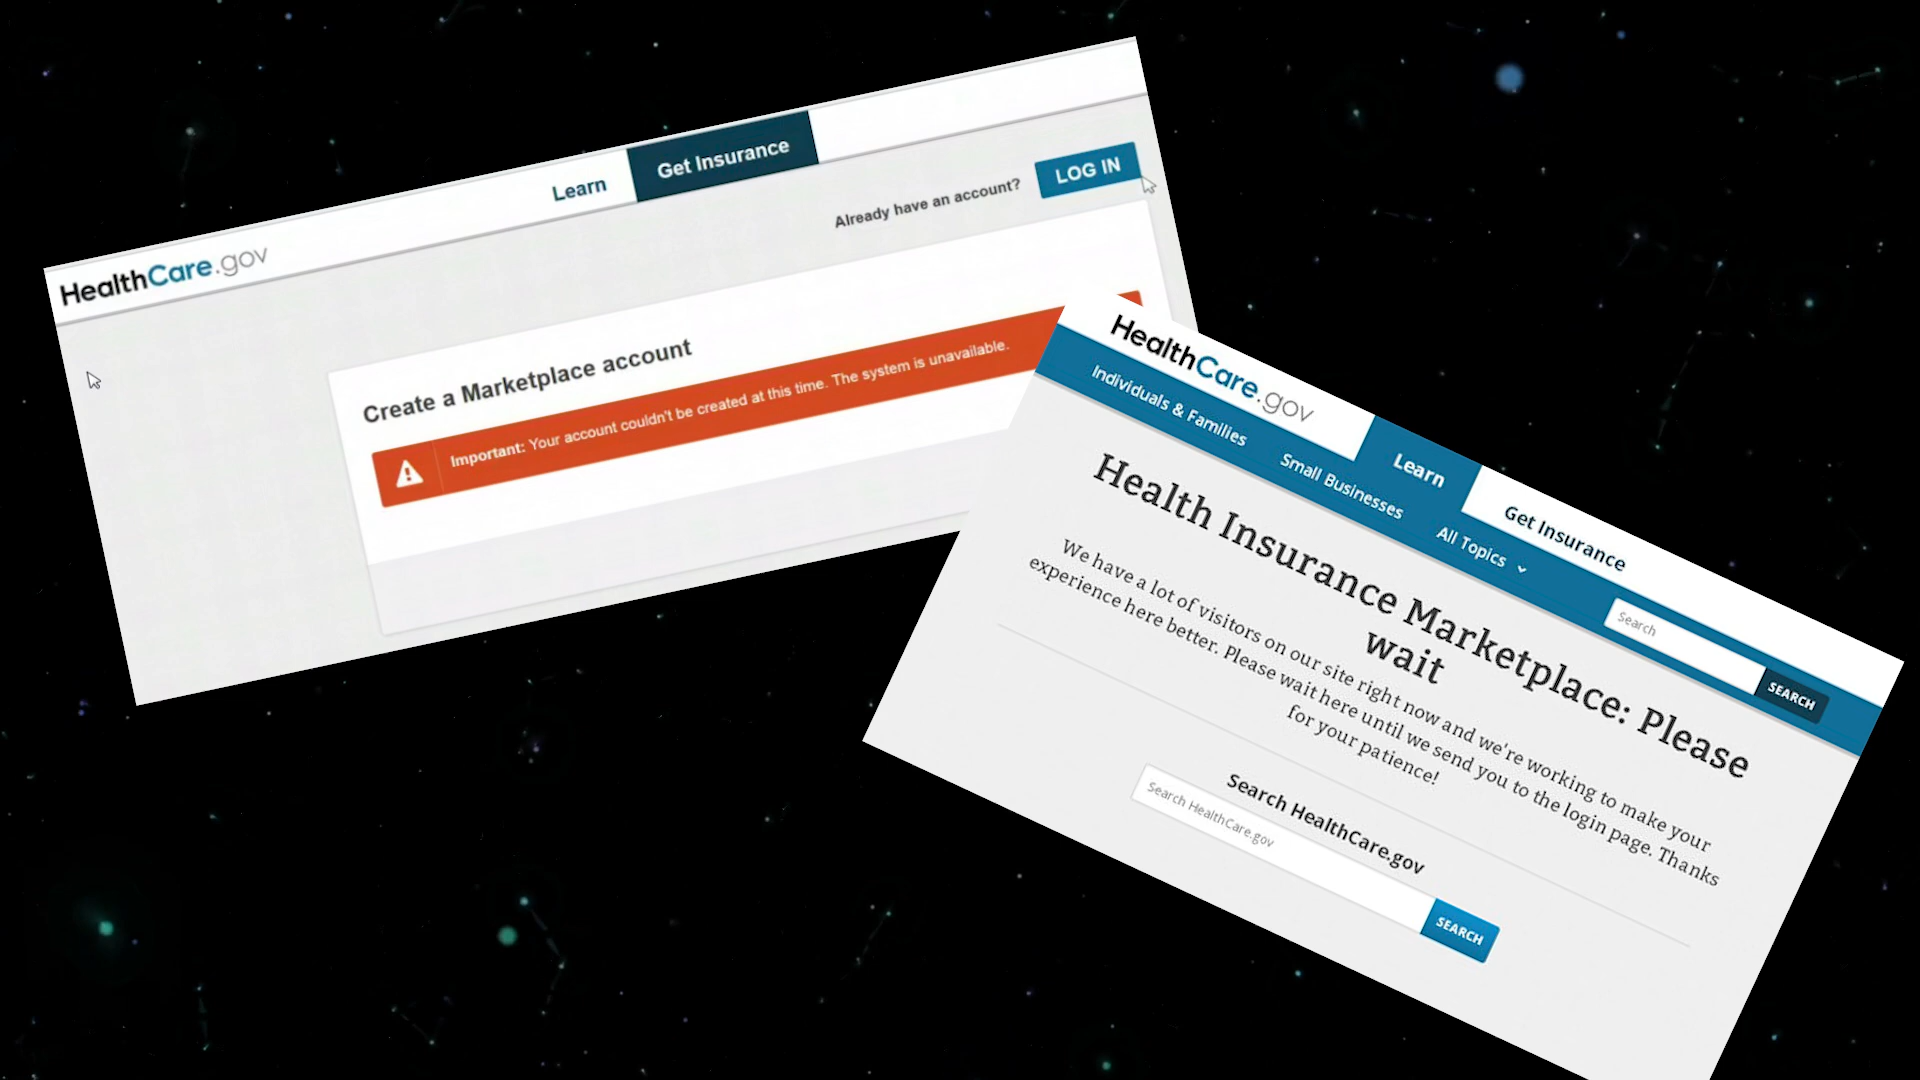 HealthCare.gov
Learn
Get Insurance
Already have an account?
LOG IN
Create a Marketplace account
Important: Your account couldn't be created at this time. The system is unavailable.
HealthCare.gov
Learn
Get Insurance
Individuals & Families
Small Businesses
All Topics
Search
SEARCH
Health Insurance Marketplace: Please
wait
We have a lot of visitors on our site right now and we're working to make your
experience here better. Please wait here until we send you to the login page. Thanks
for your patience!
Search HealthCare.gov
Search HealthCare.gov
SEARCH